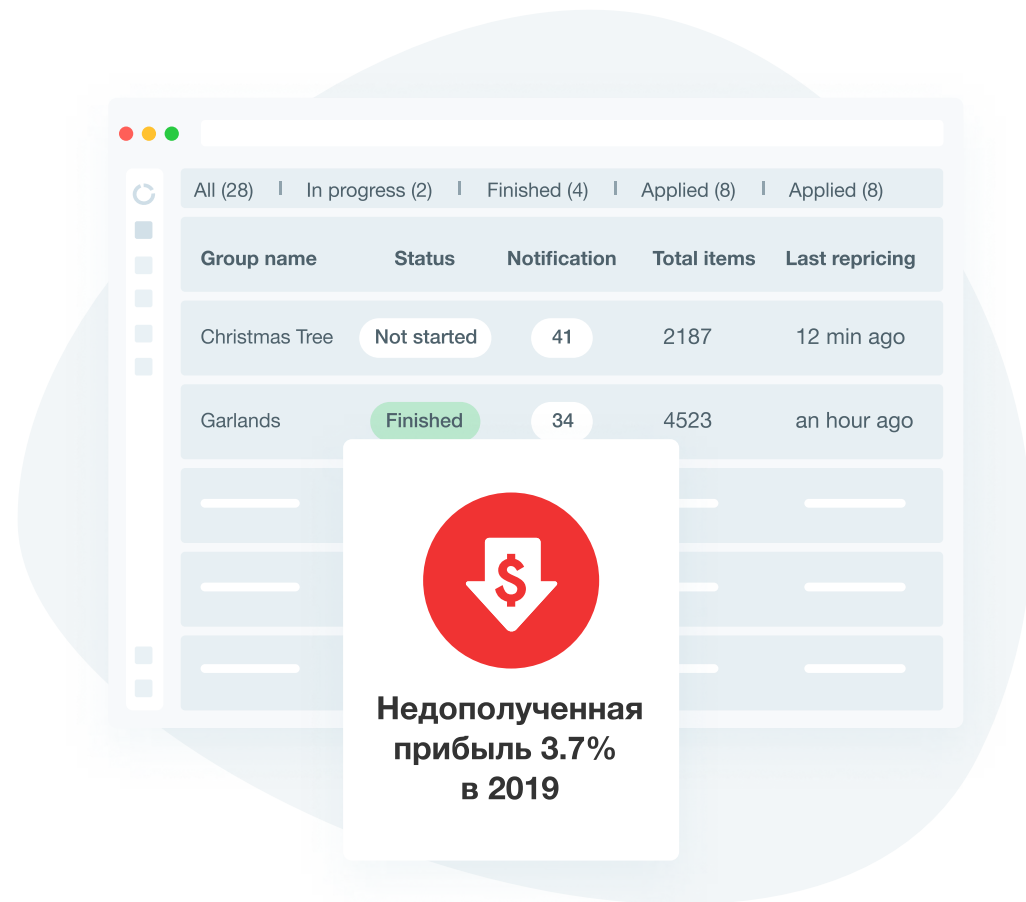 All (28) In progress (2) Finished (4) Applied (8) Applied (8)
Group name Status Notification Total items Last repricing
Christmas Tree Not started 41 2187 12 min ago
Garlands Finished 34 4523 an hour ago
$
Недополученная
прибыль 3.7%
в 2019